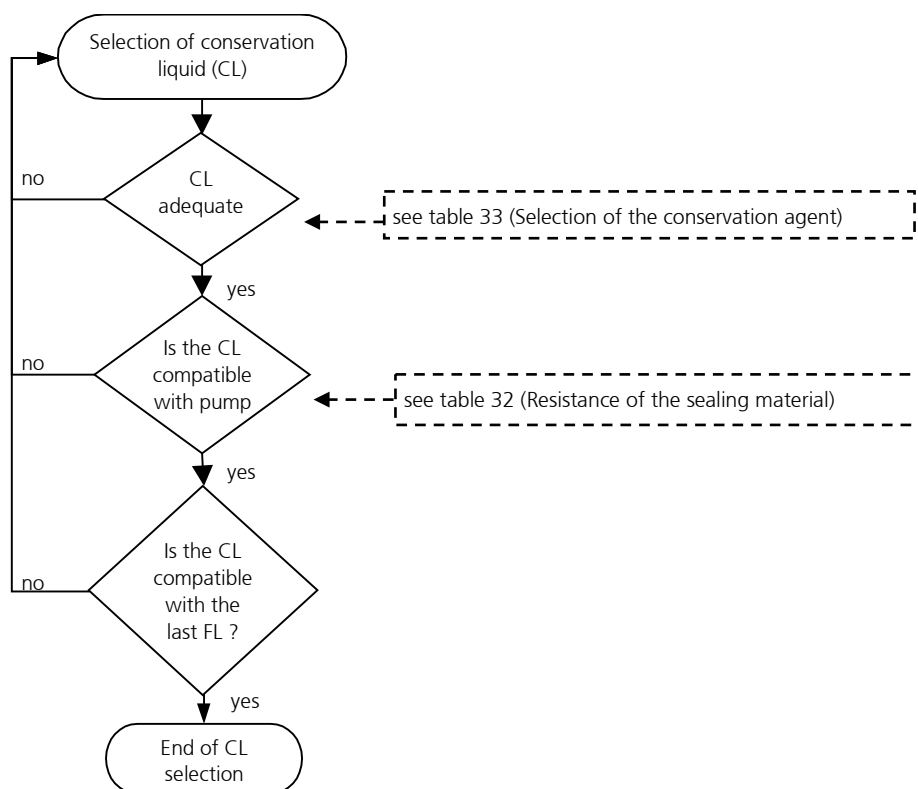 Selection of conservation
liquid (CL)
no
CL
adequate
see table 33 (Selection of the conservation agent)
yes
no
Is the CL
compatible
with pump
see table 32 (Resistance of the sealing material)
yes
Is the CL
compatible
with the
last FL ?
no
yes
End of CL
selection